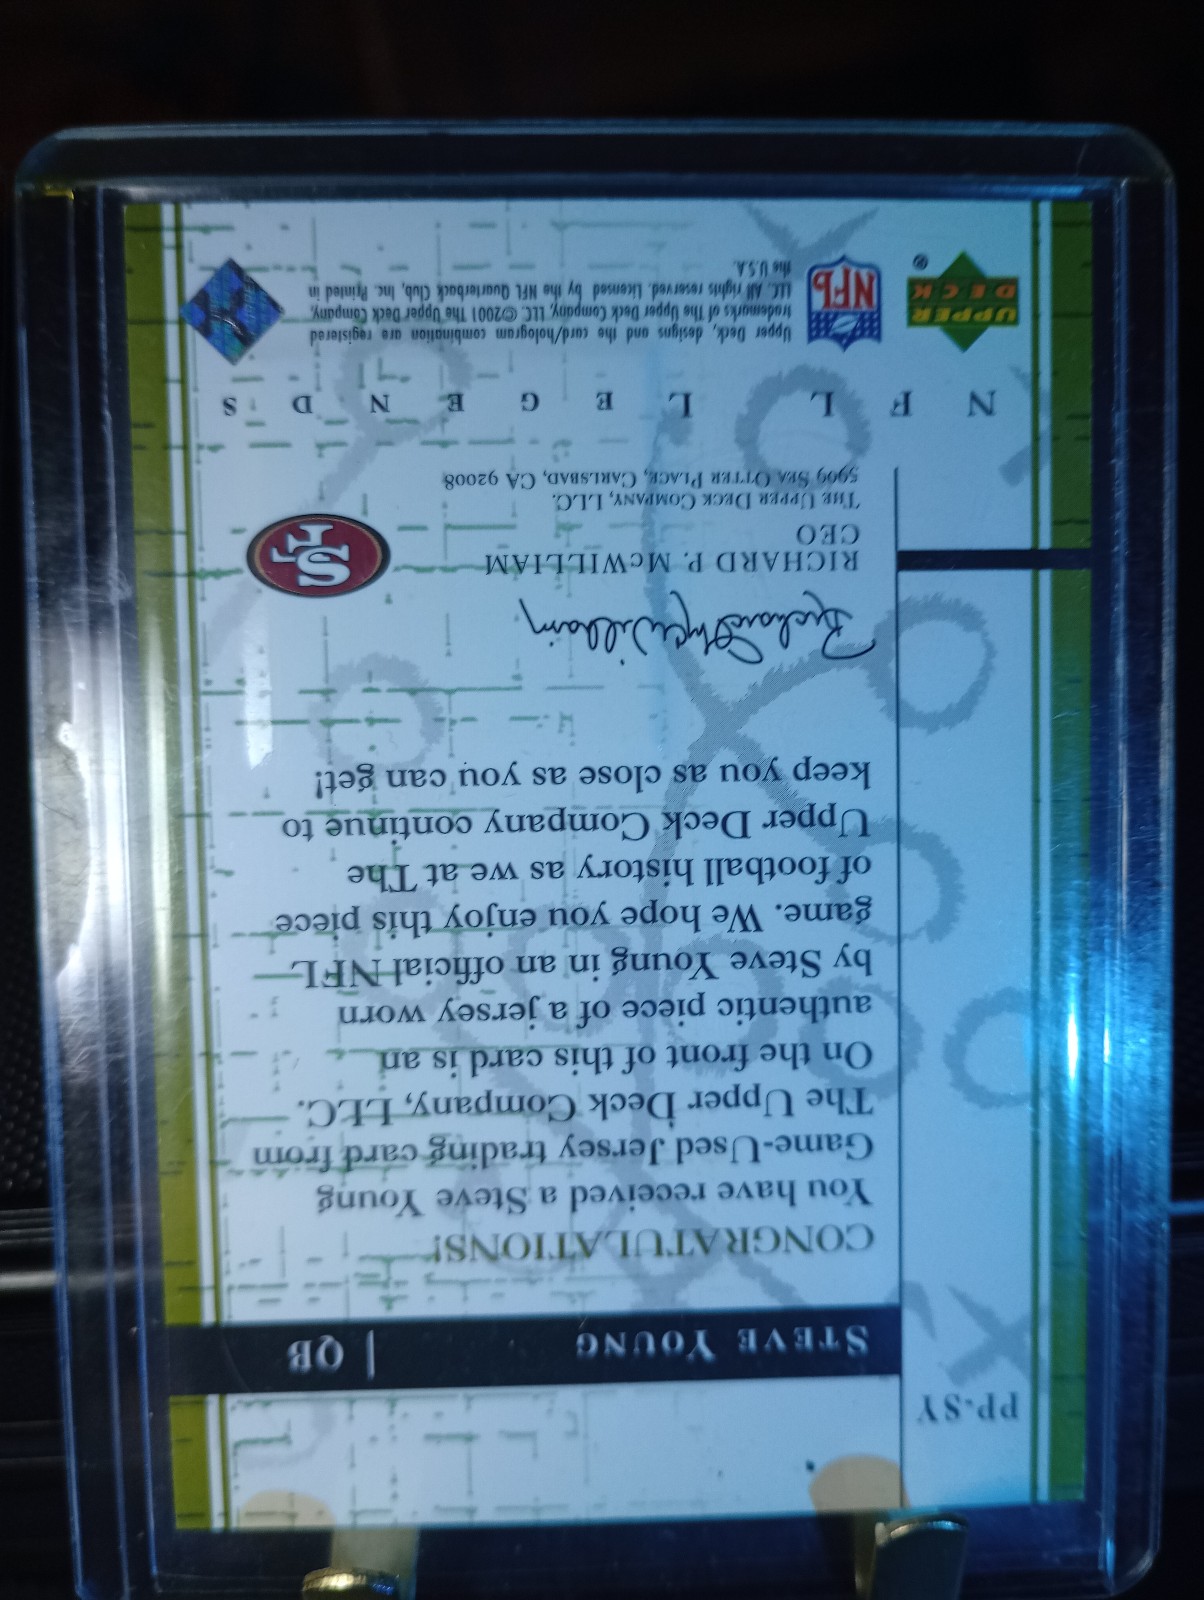 PP-SY
STEVE YOUNG | QB
CONGRATULATIONS!
You have received a Steve Young
Game-Used Jersey trading card from
The Upper Deck Company, LLC.
On the front of this card is an
authentic piece of a jersey worn
by Steve Young in an official NFL
game. We hope you enjoy this piece
of football history as we at The
Upper Deck Company continue to
keep you as close as you can get!
Richard P. McWilliam
RICHARD P. McWILLIAM
CEO
THE UPPER DECK COMPANY, LLC.
5909 SEA OTTER PLACE, CARLSBAD, CA 92008
SF
NFL LEGENDS
UPPER
DECK
®
NFL
Upper Deck, designs and the card/hologram combination are registered
trademarks of The Upper Deck Company, LLC. ©2001 The Upper Deck Company,
LLC. All rights reserved. Licensed by the NFL Quarterback Club, Inc. Printed in
the U.S.A.